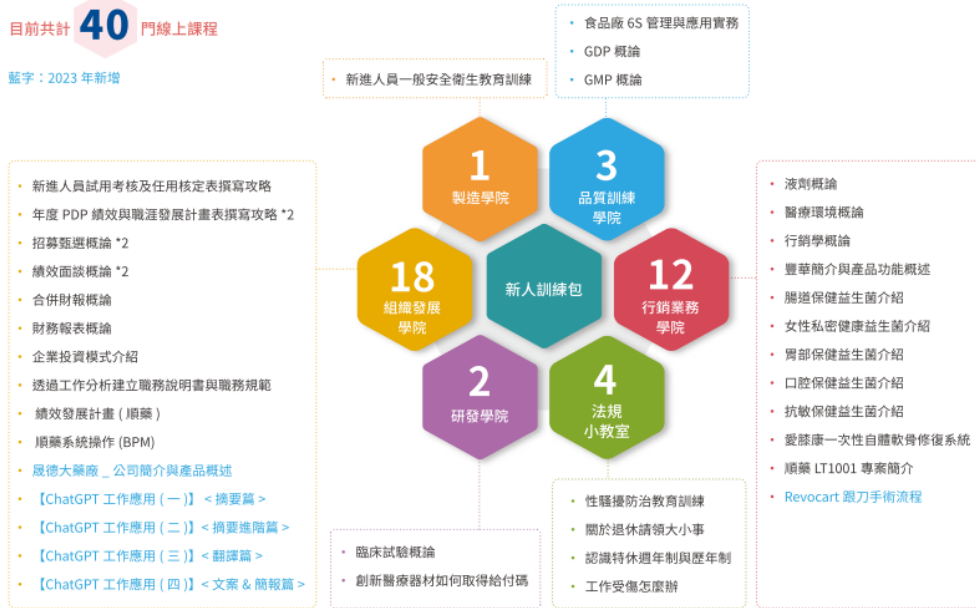 目前共計 40 門線上課程
藍字：2023 年新增
• 新進人員一般安全衛生教育訓練
• 食品廠 6S 管理與應用實務
• GDP 概論
• GMP 概論
1
製造學院
3
品質訓練
學院
18
組織發展
學院
新人訓練包
12
行銷業務
學院
2
研發學院
4
法規
小教室
• 新進人員試用考核及任用核定表撰寫攻略
• 年度 PDP 績效與職涯發展計畫表撰寫攻略 *2
• 招募甄選概論 *2
• 績效面談概論 *2
• 合併財報概論
• 財務報表概論
• 企業投資模式介紹
• 透過工作分析建立職務說明書與職務規範
• 績效發展計畫 ( 順藥 )
• 順藥系統操作 (BPM)
• 晟德大藥廠 _ 公司簡介與產品概述
• 【ChatGPT 工作應用 ( 一 )】< 摘要篇 >
• 【ChatGPT 工作應用 ( 二 )】< 摘要進階篇 >
• 【ChatGPT 工作應用 ( 三 )】< 翻譯篇 >
• 【ChatGPT 工作應用 ( 四 )】< 文案 & 簡報篇 >
• 液劑概論
• 醫療環境概論
• 行銷學概論
• 豐華簡介與產品功能概述
• 腸道保健益生菌介紹
• 女性私密健康益生菌介紹
• 胃部保健益生菌介紹
• 口腔保健益生菌介紹
• 抗敏保健益生菌介紹
• 愛膝康一次性自體軟骨修復系統
• 順藥 LT1001 專案簡介
• Revocart 跟刀手術流程
• 臨床試驗概論
• 創新醫療器材如何取得給付碼
• 性騷擾防治教育訓練
• 關於退休請領大小事
• 認識特休週年制與歷年制
• 工作受傷怎麼辦